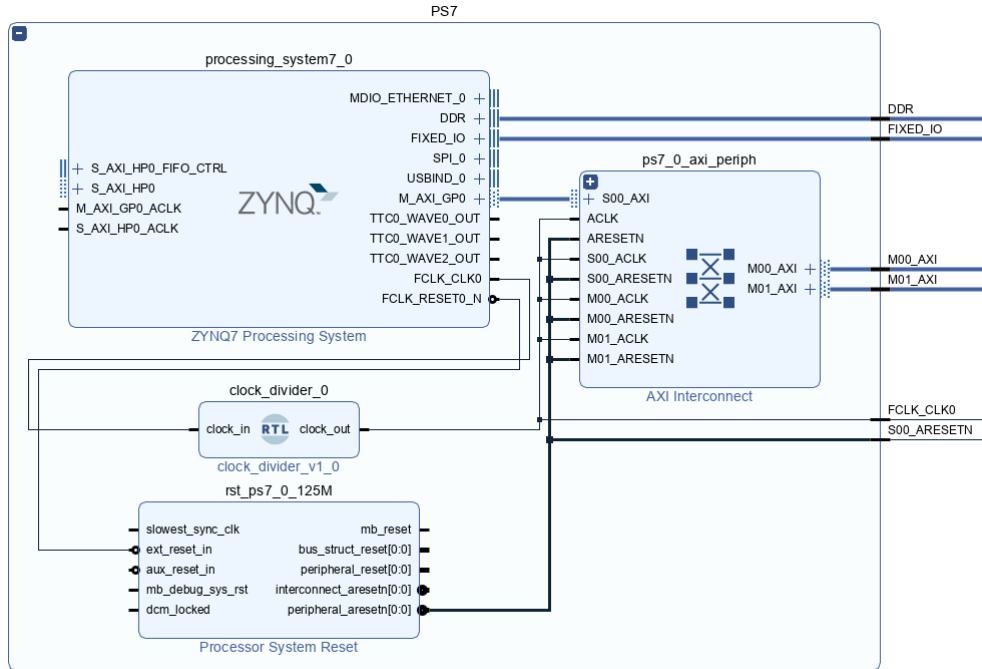 PS7
processing_system7_0
MDIO_ETHERNET_0
DDR
FIXED_IO
SPI_0
USBIND_0
M_AXI_GP0
TTC0_WAVE0_OUT
TTC0_WAVE1_OUT
TTC0_WAVE2_OUT
FCLK_CLK0
FCLK_RESET0_N
S_AXI_HP0_FIFO_CTRL
S_AXI_HP0
M_AXI_GP0_ACLK
S_AXI_HP0_ACLK
ZYNQ
ZYNQ7 Processing System
ps7_0_axi_periph
S00_AXI
ACLK
ARESETN
S00_ACLK
S00_ARESETN
M00_ACLK
M00_ARESETN
M01_ACLK
M01_ARESETN
M00_AXI
M01_AXI
AXI Interconnect
DDR
FIXED_IO
M00_AXI
M01_AXI
FCLK_CLK0
S00_ARESETN
clock_divider_0
clock_in
RTL
clock_out
clock_divider_v1_0
rst_ps7_0_125M
slowest_sync_clk
ext_reset_in
aux_reset_in
mb_debug_sys_rst
dcm_locked
mb_reset
bus_struct_reset[0:0]
peripheral_reset[0:0]
interconnect_aresetn[0:0]
peripheral_aresetn[0:0]
Processor System Reset